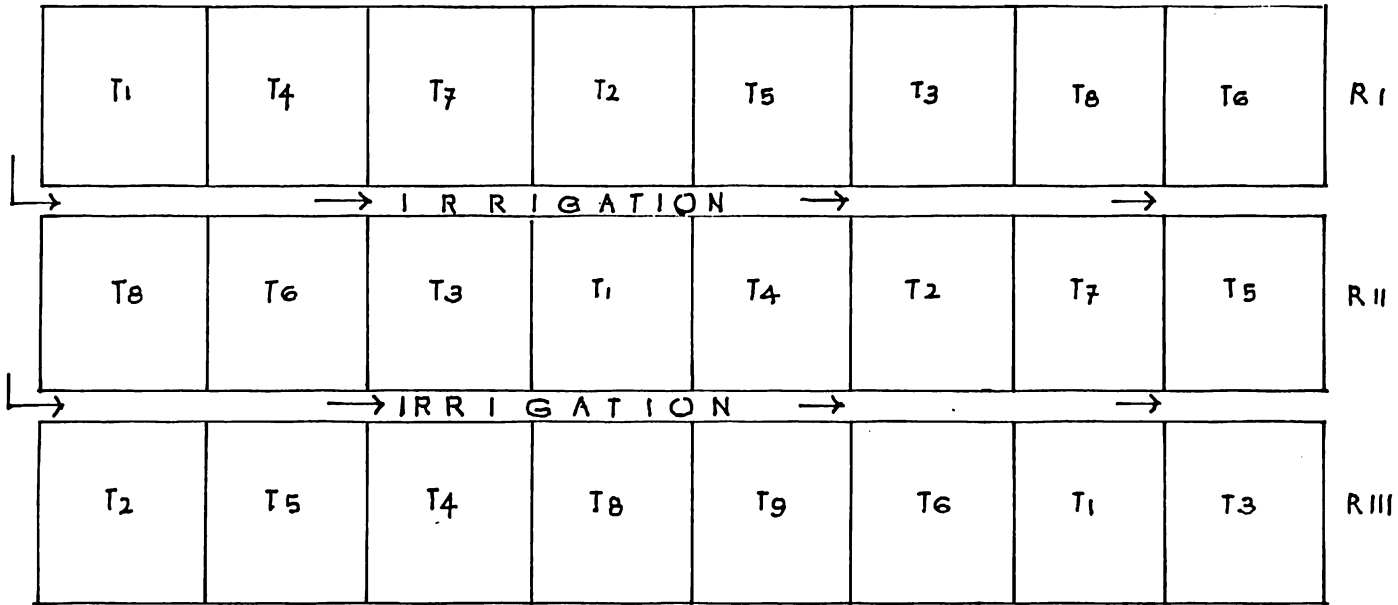 T1 T4 T7 T2 T5 T3 T8 T6 R I
IRRIGATION
T8 T6 T3 T1 T4 T2 T7 T5 R II
IRRIGATION
T2 T5 T4 T8 T9 T6 T1 T3 R III